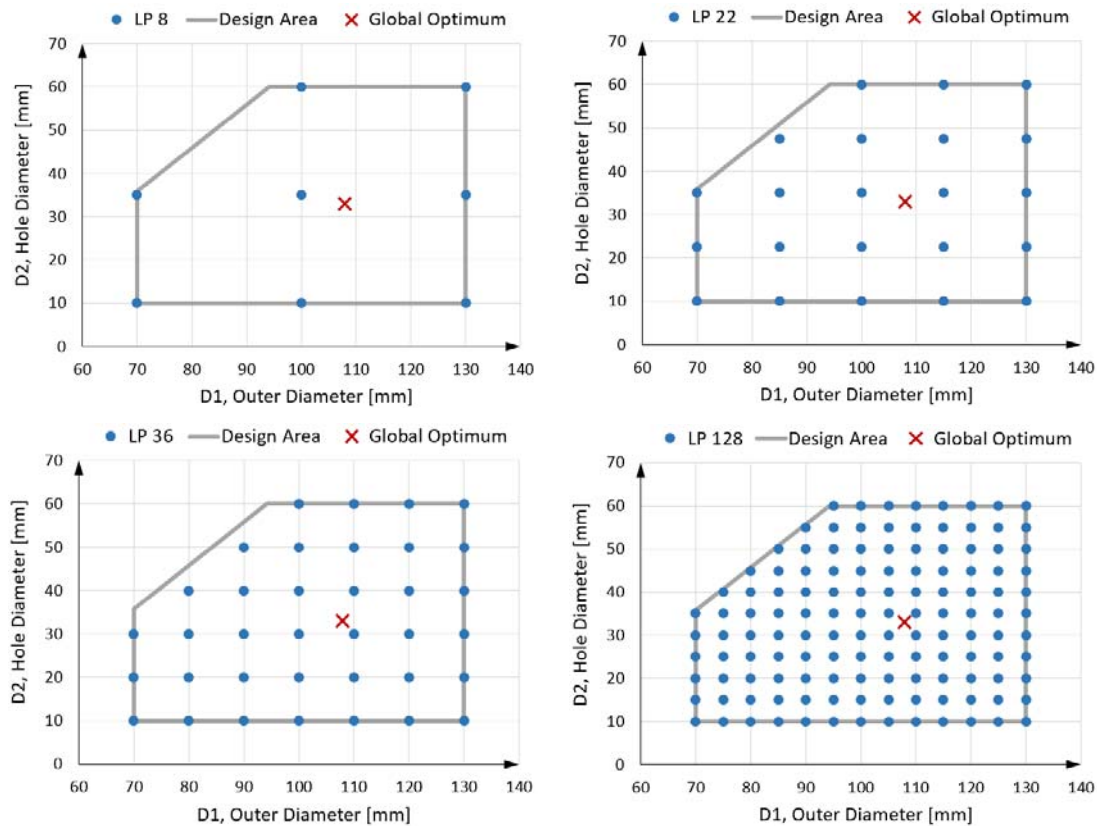 LP 8 Design Area Global Optimum
70
60
50
40
30
20
10
0
D2, Hole Diameter [mm]
60 70 80 90 100 110 120 130 140
D1, Outer Diameter [mm]
LP 22 Design Area Global Optimum
70
60
50
40
30
20
10
0
D2, Hole Diameter [mm]
60 70 80 90 100 110 120 130 140
D1, Outer Diameter [mm]
LP 36 Design Area Global Optimum
70
60
50
40
30
20
10
0
D2, Hole Diameter [mm]
60 70 80 90 100 110 120 130 140
D1, Outer Diameter [mm]
LP 128 Design Area Global Optimum
70
60
50
40
30
20
10
0
D2, Hole Diameter [mm]
60 70 80 90 100 110 120 130 140
D1, Outer Diameter [mm]